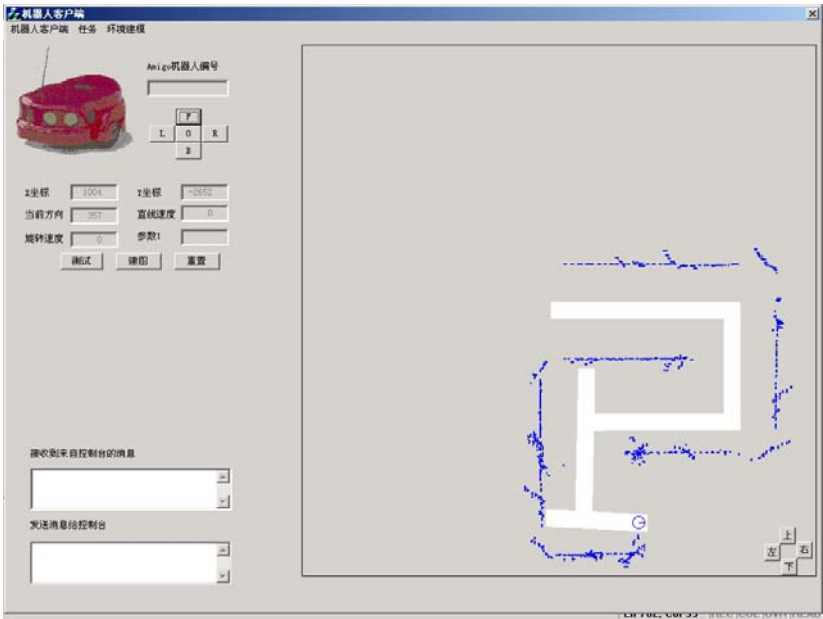 机器人客户端
机器人客户端 任务 环境建模
Amigo机器人编号
F
L O R
B
X坐标 1004 Y坐标 -2652
当前方向 357 直线速度 0
旋转速度 0 参数1
测试 建图 重置
接收到来自控制台的消息
发送消息给控制台
上
左 右
下